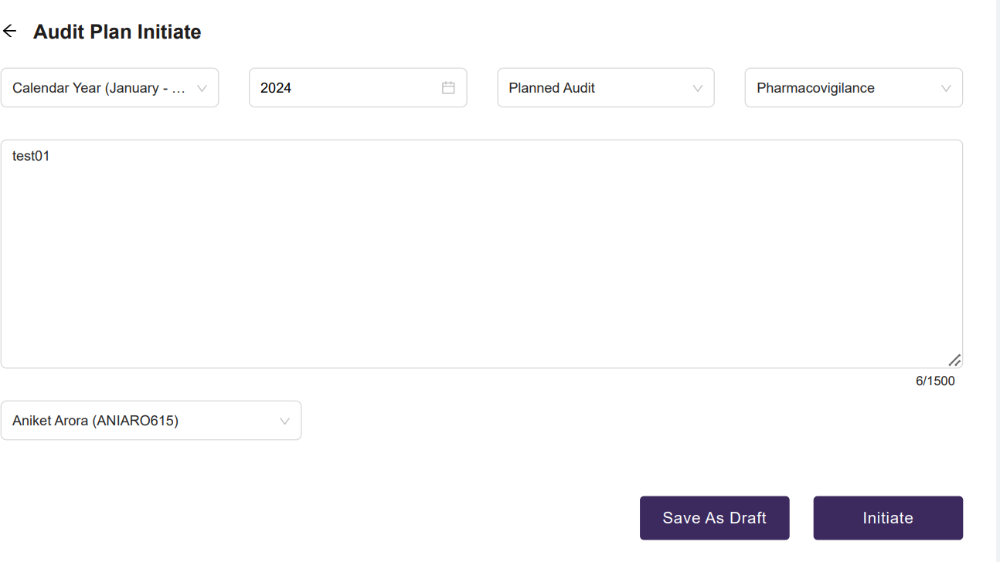 Audit Plan Initiate
Calendar Year (January - ...
2024
Planned Audit
Pharmacovigilance
test01
6/1500
Aniket Arora (ANIARO615)
Save As Draft
Initiate